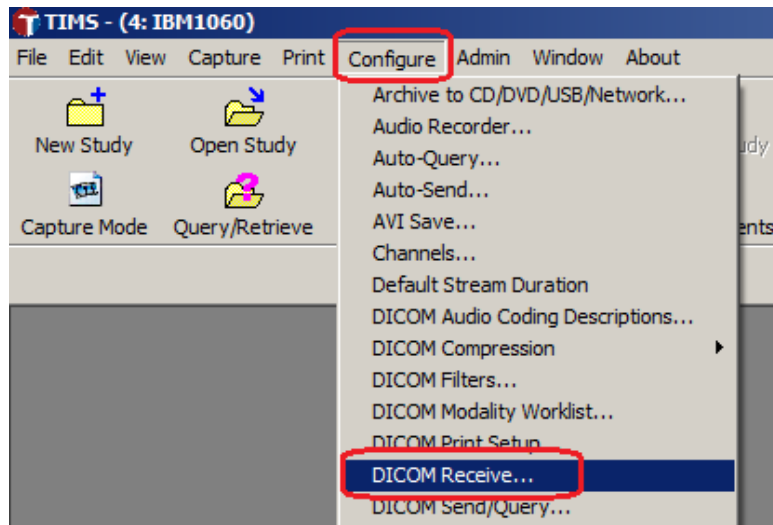 TIMS - (4: IBM1060)
File Edit View Capture Print Configure Admin Window About
New Study Open Study
Capture Mode Query/Retrieve
Archive to CD/DVD/USB/Network...
Audio Recorder...
Auto-Query...
Auto-Send...
AVI Save...
Channels...
Default Stream Duration
DICOM Audio Coding Descriptions...
DICOM Compression
DICOM Filters...
DICOM Modality Worklist...
DICOM Print Setup
DICOM Receive...
DICOM Send/Query...
udy
ents